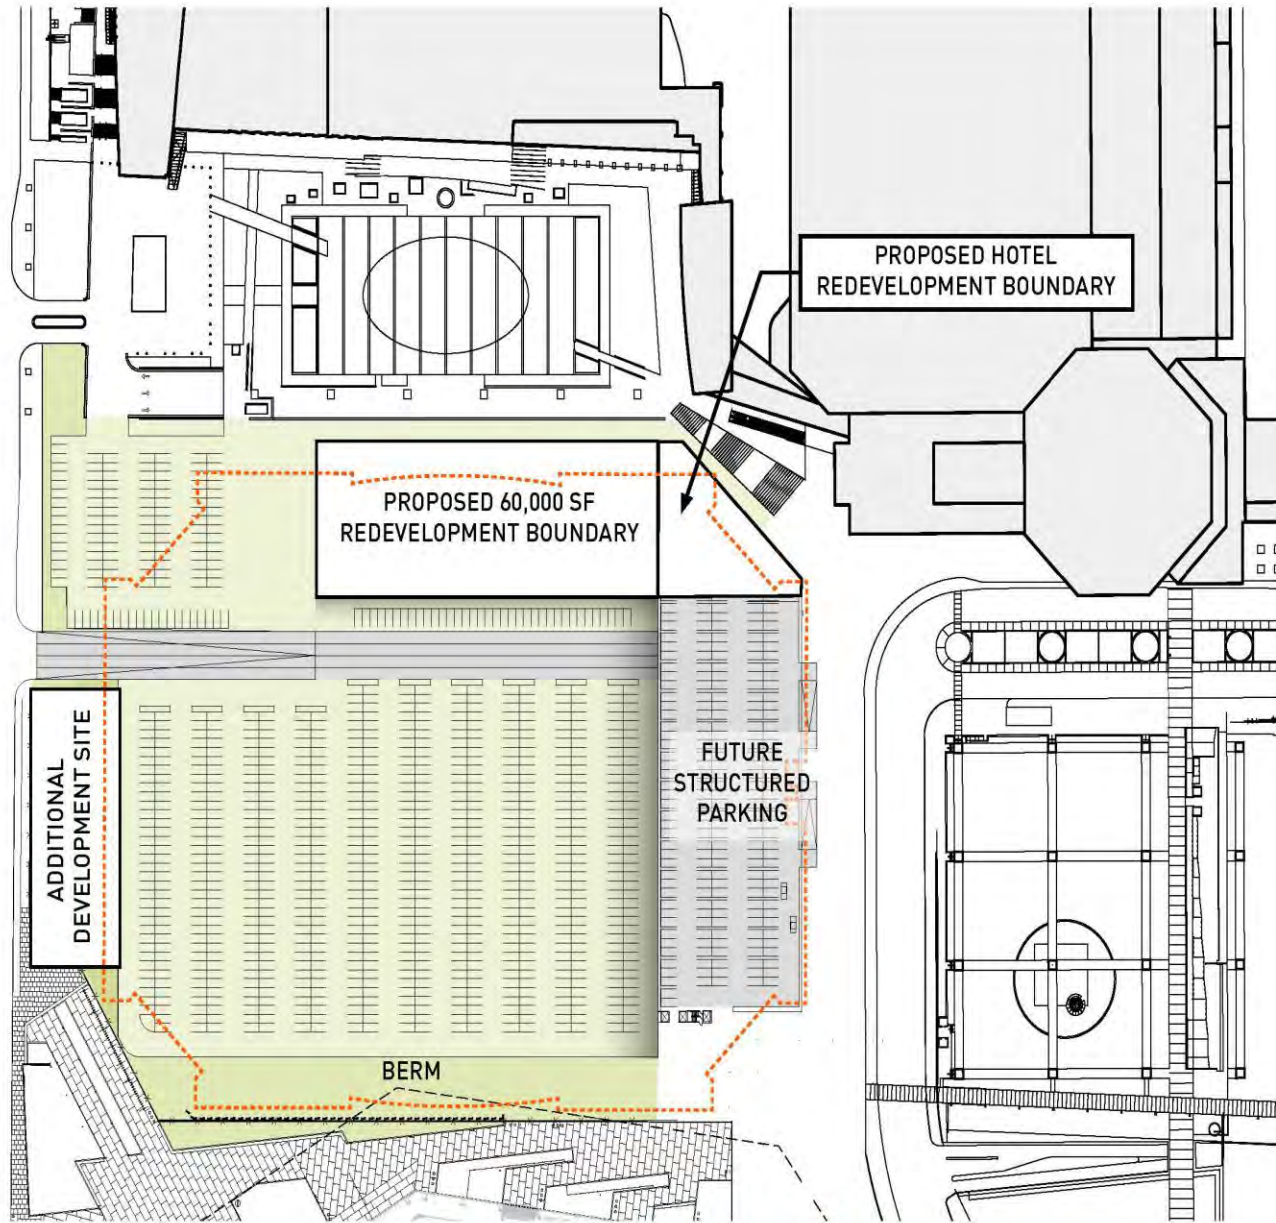 PROPOSED HOTEL
REDEVELOPMENT BOUNDARY
PROPOSED 60,000 SF
REDEVELOPMENT BOUNDARY
ADDITIONAL
DEVELOPMENT SITE
FUTURE
STRUCTURED
PARKING
BERM